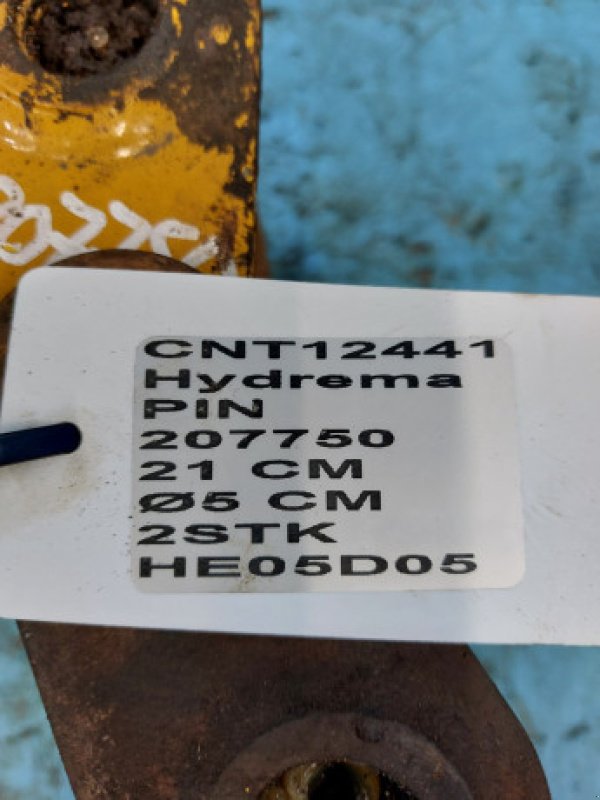 CNT12441
Hydrema
PIN
207750
21 CM
Ø5 CM
2STK
HE05D05